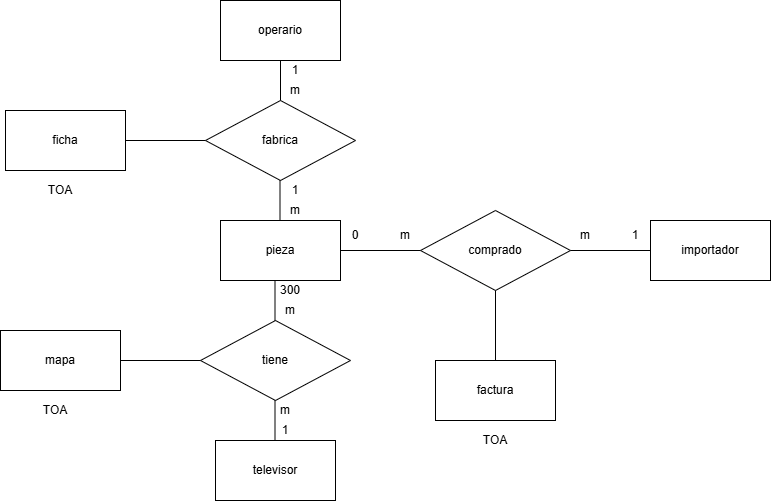 operario
1
m
ficha
fabrica
TOA
1
m
0
m
m
1
pieza
comprado
importador
300
m
mapa
tiene
factura
TOA
m
1
TOA
televisor